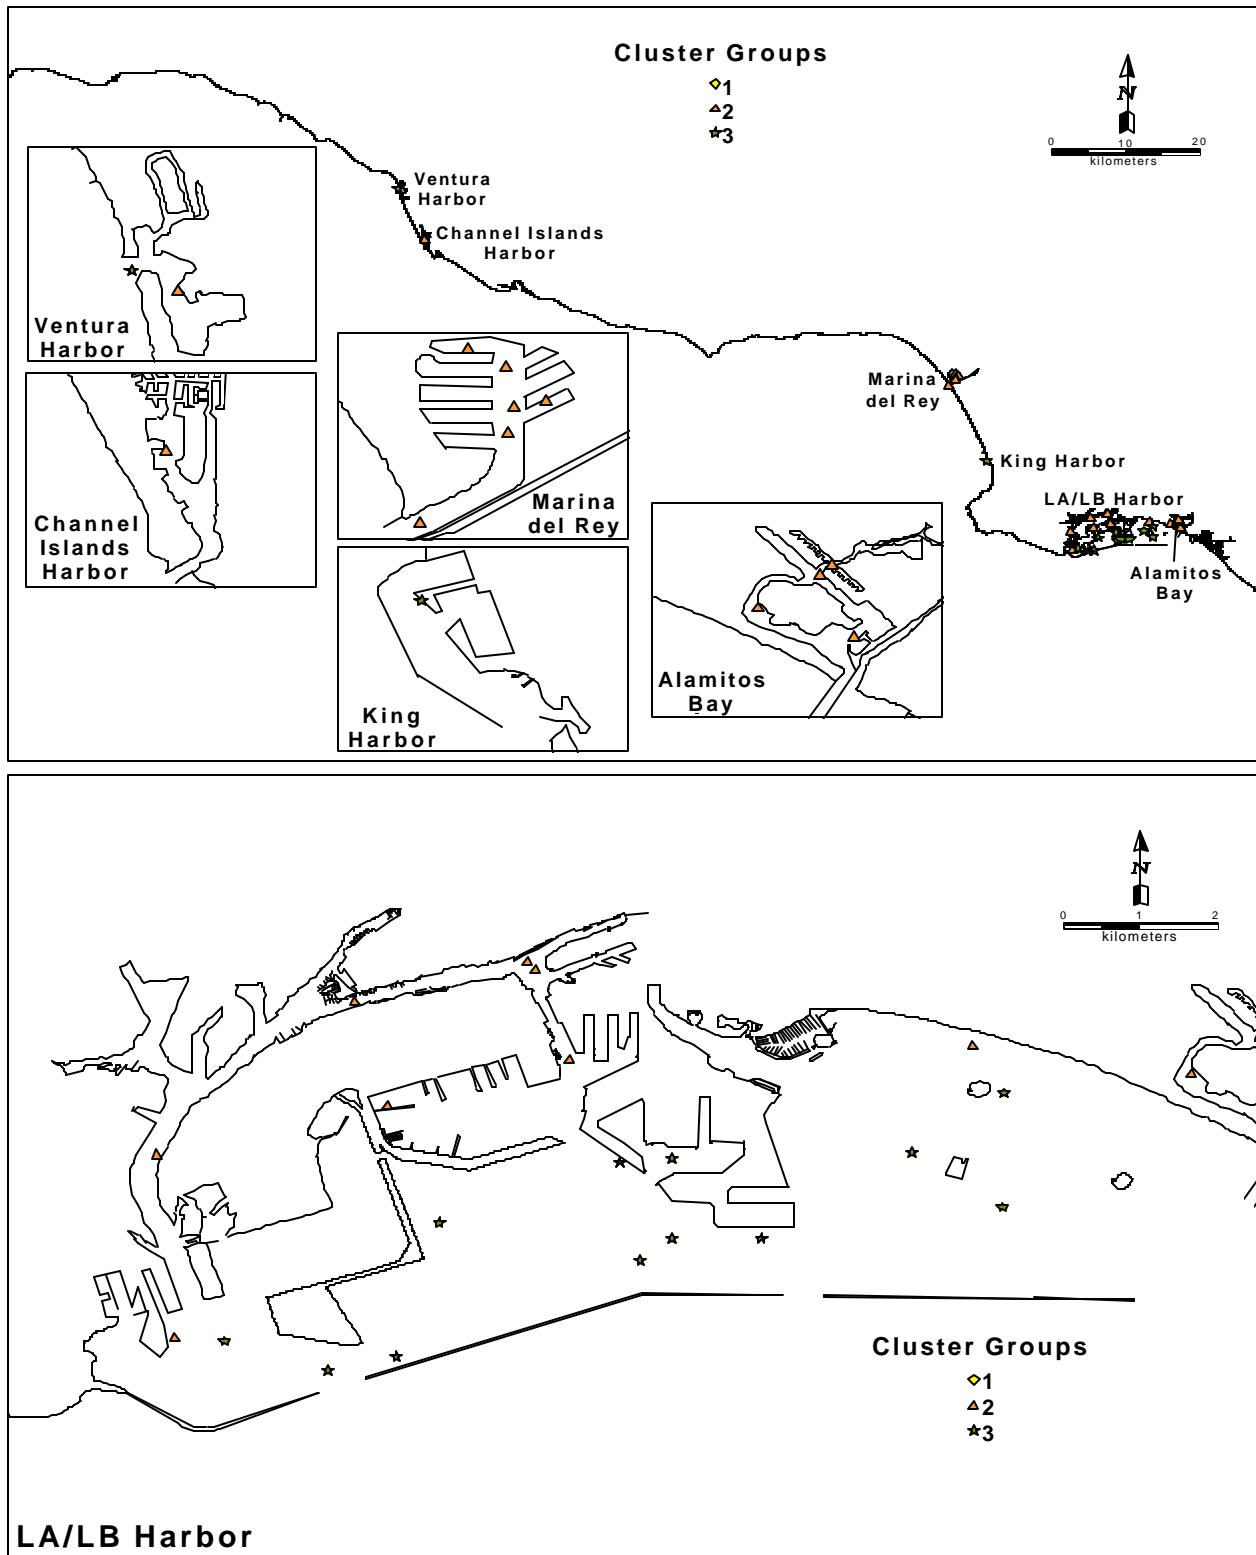 Cluster Groups
1
2
3
N
0 10 20
kilometers
Ventura
Harbor
Channel Islands
Harbor
Ventura
Harbor
Marina
del Rey
King Harbor
LA/LB Harbor
Alamitos
Bay
Channel
Islands
Harbor
Marina
del Rey
Alamitos
Bay
King
Harbor
N
0 1 2
kilometers
Cluster Groups
1
2
3
LA/LB Harbor